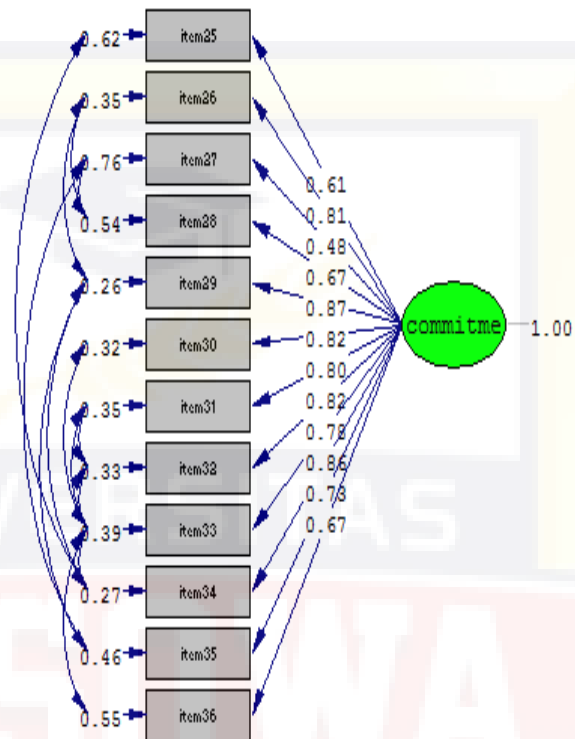 0.62 item25
0.35 item26
0.76 item27
0.54 item28
0.26 item29
0.32 item30
0.35 item31
0.33 item32
0.39 item33
0.27 item34
0.46 item35
0.55 item36
0.61
0.81
0.48
0.67
0.87
0.82
0.80
0.82
0.78
0.86
0.73
0.67
commitme 1.00
ERSITAS
OWA